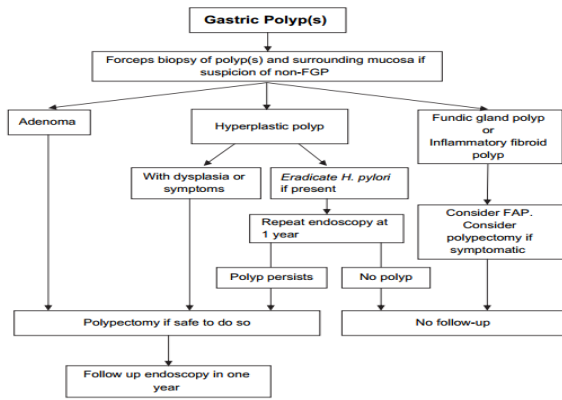 Gastric Polyp(s)
Forceps biopsy of polyp(s) and surrounding mucosa if
suspicion of non-FGP
Adenoma
Hyperplastic polyp
Fundic gland polyp
or
Inflammatory fibroid
polyp
With dysplasia or
symptoms
Eradicate H. pylori
if present
Repeat endoscopy at
1 year
Consider FAP.
Consider
polypectomy if
symptomatic
Polyp persists
No polyp
Polypectomy if safe to do so
No follow-up
Follow up endoscopy in one
year